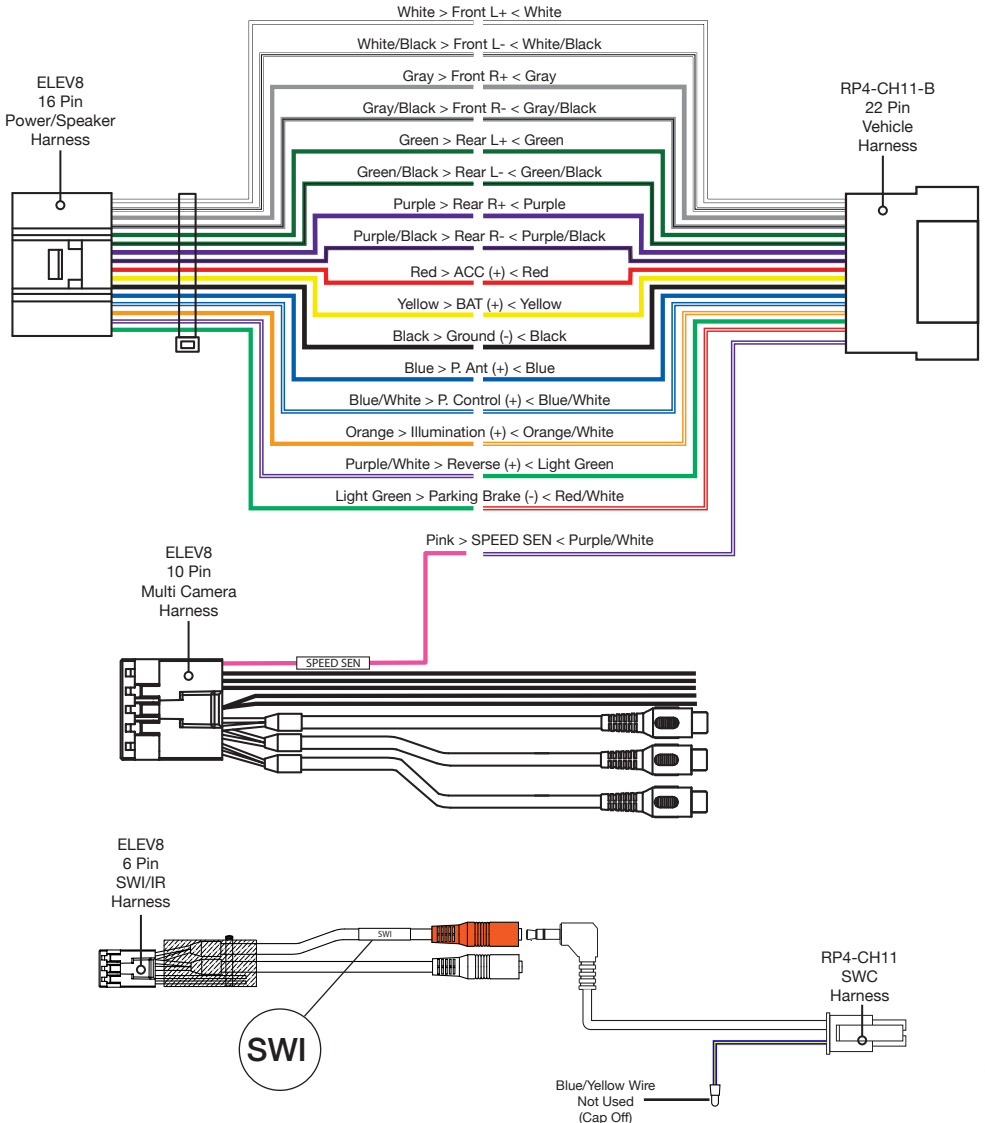 White > Front L+ < White
White/Black > Front L- < White/Black
Gray > Front R+ < Gray
Gray/Black > Front R- < Gray/Black
Green > Rear L+ < Green
Green/Black > Rear L- < Green/Black
Purple > Rear R+ < Purple
Purple/Black > Rear R- < Purple/Black
Red > ACC (+) < Red
Yellow > BAT (+) < Yellow
Black > Ground (-) < Black
Blue > P. Ant (+) < Blue
Blue/White > P. Control (+) < Blue/White
Orange > Illumination (+) < Orange/White
Purple/White > Reverse (+) < Light Green
Light Green > Parking Brake (-) < Red/White
Pink > SPEED SEN < Purple/White
ELEV8
16 Pin
Power/Speaker
Harness
RP4-CH11-B
22 Pin
Vehicle
Harness
ELEV8
10 Pin
Multi Camera
Harness
SPEED SEN
ELEV8
6 Pin
SWI/IR
Harness
SWI
SWI
RP4-CH11
SWC
Harness
Blue/Yellow Wire
Not Used
(Cap Off)